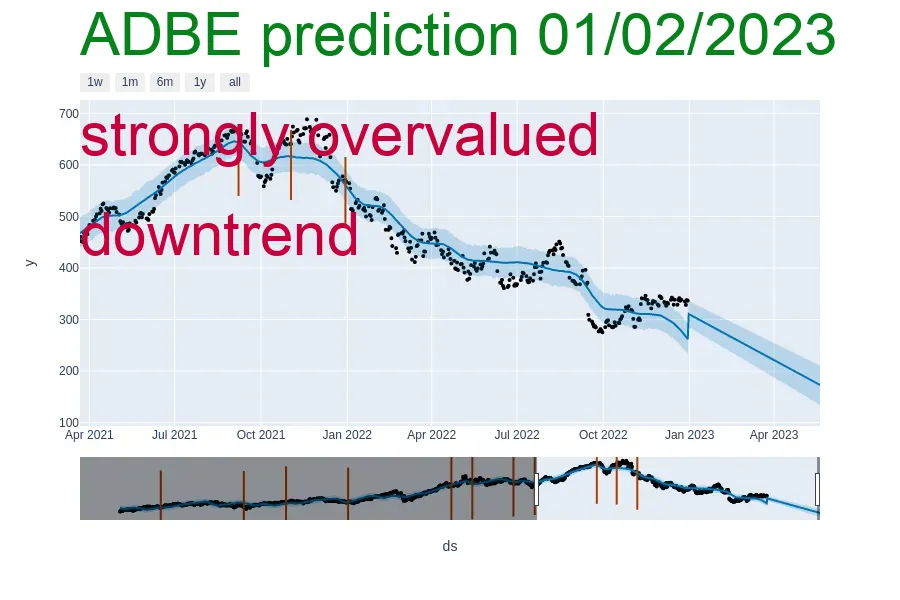 ADBE prediction 01/02/2023
1w 1m 6m 1y all
700
strongly overvalued
600
500
downtrend
400
y
300
200
100
Apr 2021 Jul 2021 Oct 2021 Jan 2022 Apr 2022 Jul 2022 Oct 2022 Jan 2023 Apr 2023
ds